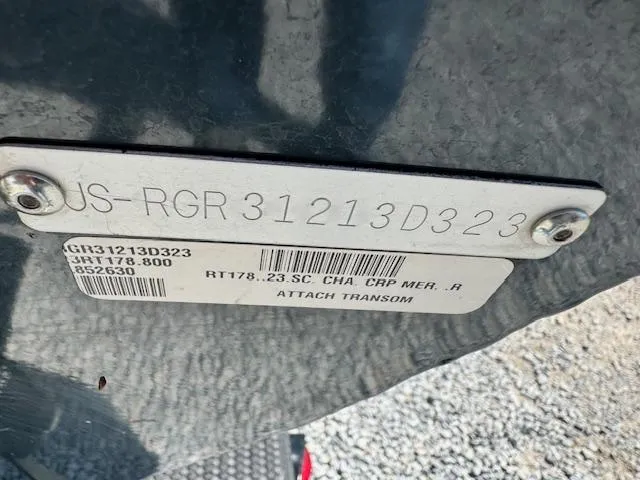 US-RGR31213D323
GR31213D323
3RT178.800
852630
RT178..23.SC. CHA. CRP MER. .R
ATTACH TRANSOM